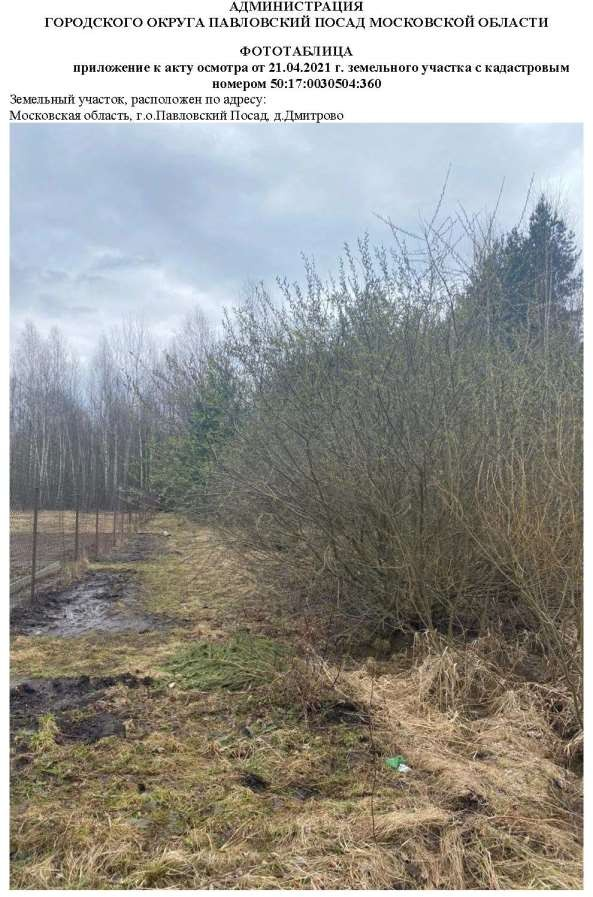 АДМИНИСТРАЦИЯ
ГОРОДСКОГО ОКРУГА ПАВЛОВСКИЙ ПОСАД МОСКОВСКОЙ ОБЛАСТИ
ФОТОТАБЛИЦА
приложение к акту осмотра от 21.04.2021 г. земельного участка с кадастровым
номером 50:17:0030504:360
Земельный участок, расположен по адресу:
Московская область, г.о.Павловский Посад, д.Дмитрово